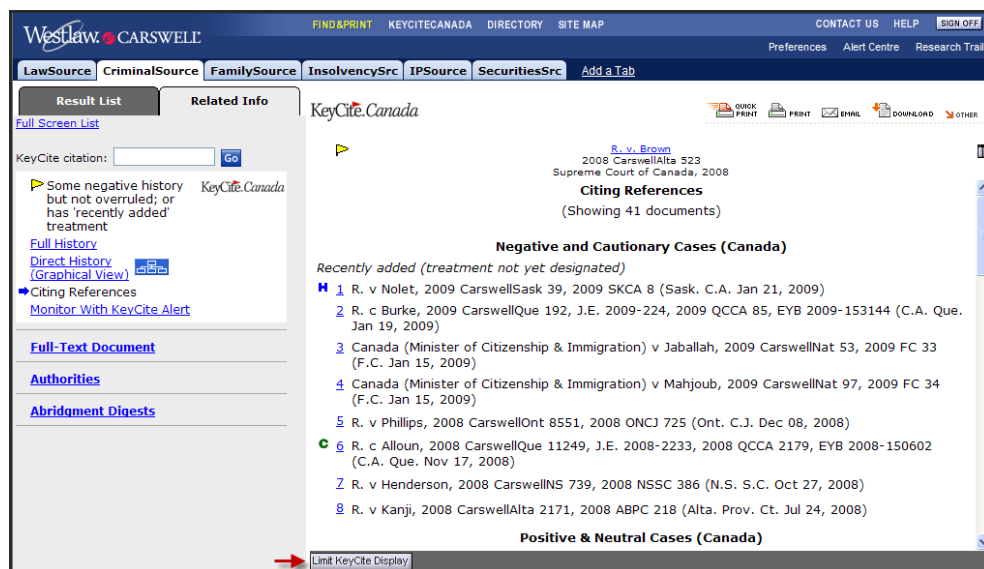 Westlaw. CARSWELL
FIND&PRINT KEYCITECANADA DIRECTORY SITE MAP
CONTACT US HELP SIGN OFF
Preferences Alert Centre Research Trail
LawSource CriminalSource FamilySource InsolvencySrc IPSource SecuritiesSrc Add a Tab
Result List Related Info
Full Screen List
KeyCite citation: Go
Some negative history
but not overruled; or
has 'recently added'
treatment
KeyCite.Canada
Full History
Direct History
(Graphical View)
Citing References
Monitor With KeyCite Alert
Full-Text Document
Authorities
Abridgment Digests
KeyCite.Canada
QUICK PRINT PRINT EMAIL DOWNLOAD OTHER
R. v. Brown
2008 CarswellAlta 523
Supreme Court of Canada, 2008
Citing References
(Showing 41 documents)
Negative and Cautionary Cases (Canada)
Recently added (treatment not yet designated)
H 1 R. v Nolet, 2009 CarswellSask 39, 2009 SKCA 8 (Sask. C.A. Jan 21, 2009)
2 R. c Burke, 2009 CarswellQue 192, J.E. 2009-224, 2009 QCCA 85, EYB 2009-153144 (C.A. Que.
Jan 19, 2009)
3 Canada (Minister of Citizenship & Immigration) v Jaballah, 2009 CarswellNat 53, 2009 FC 33
(F.C. Jan 15, 2009)
4 Canada (Minister of Citizenship & Immigration) v Mahjoub, 2009 CarswellNat 97, 2009 FC 34
(F.C. Jan 15, 2009)
5 R. v Phillips, 2008 CarswellOnt 8551, 2008 ONCJ 725 (Ont. C.J. Dec 08, 2008)
C 6 R. c Alloun, 2008 CarswellQue 11249, J.E. 2008-2233, 2008 QCCA 2179, EYB 2008-150602
(C.A. Que. Nov 17, 2008)
7 R. v Henderson, 2008 CarswellNS 739, 2008 NSSC 386 (N.S. S.C. Oct 27, 2008)
8 R. v Kanji, 2008 CarswellAlta 2171, 2008 ABPC 218 (Alta. Prov. Ct. Jul 24, 2008)
Positive & Neutral Cases (Canada)
Limit KeyCite Display